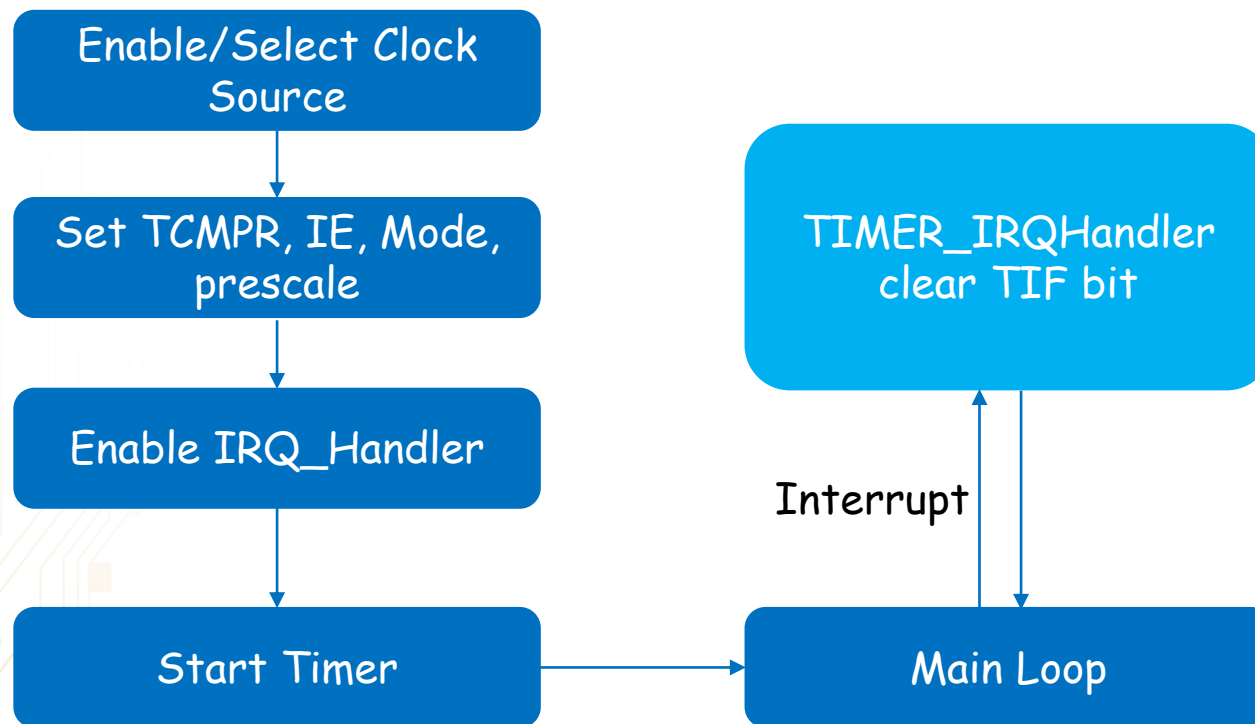 Enable/Select Clock
Source
Set TCMPR, IE, Mode,
prescale
Enable IRQ_Handler
Start Timer
TIMER_IRQHandler
clear TIF bit
Interrupt
Main Loop